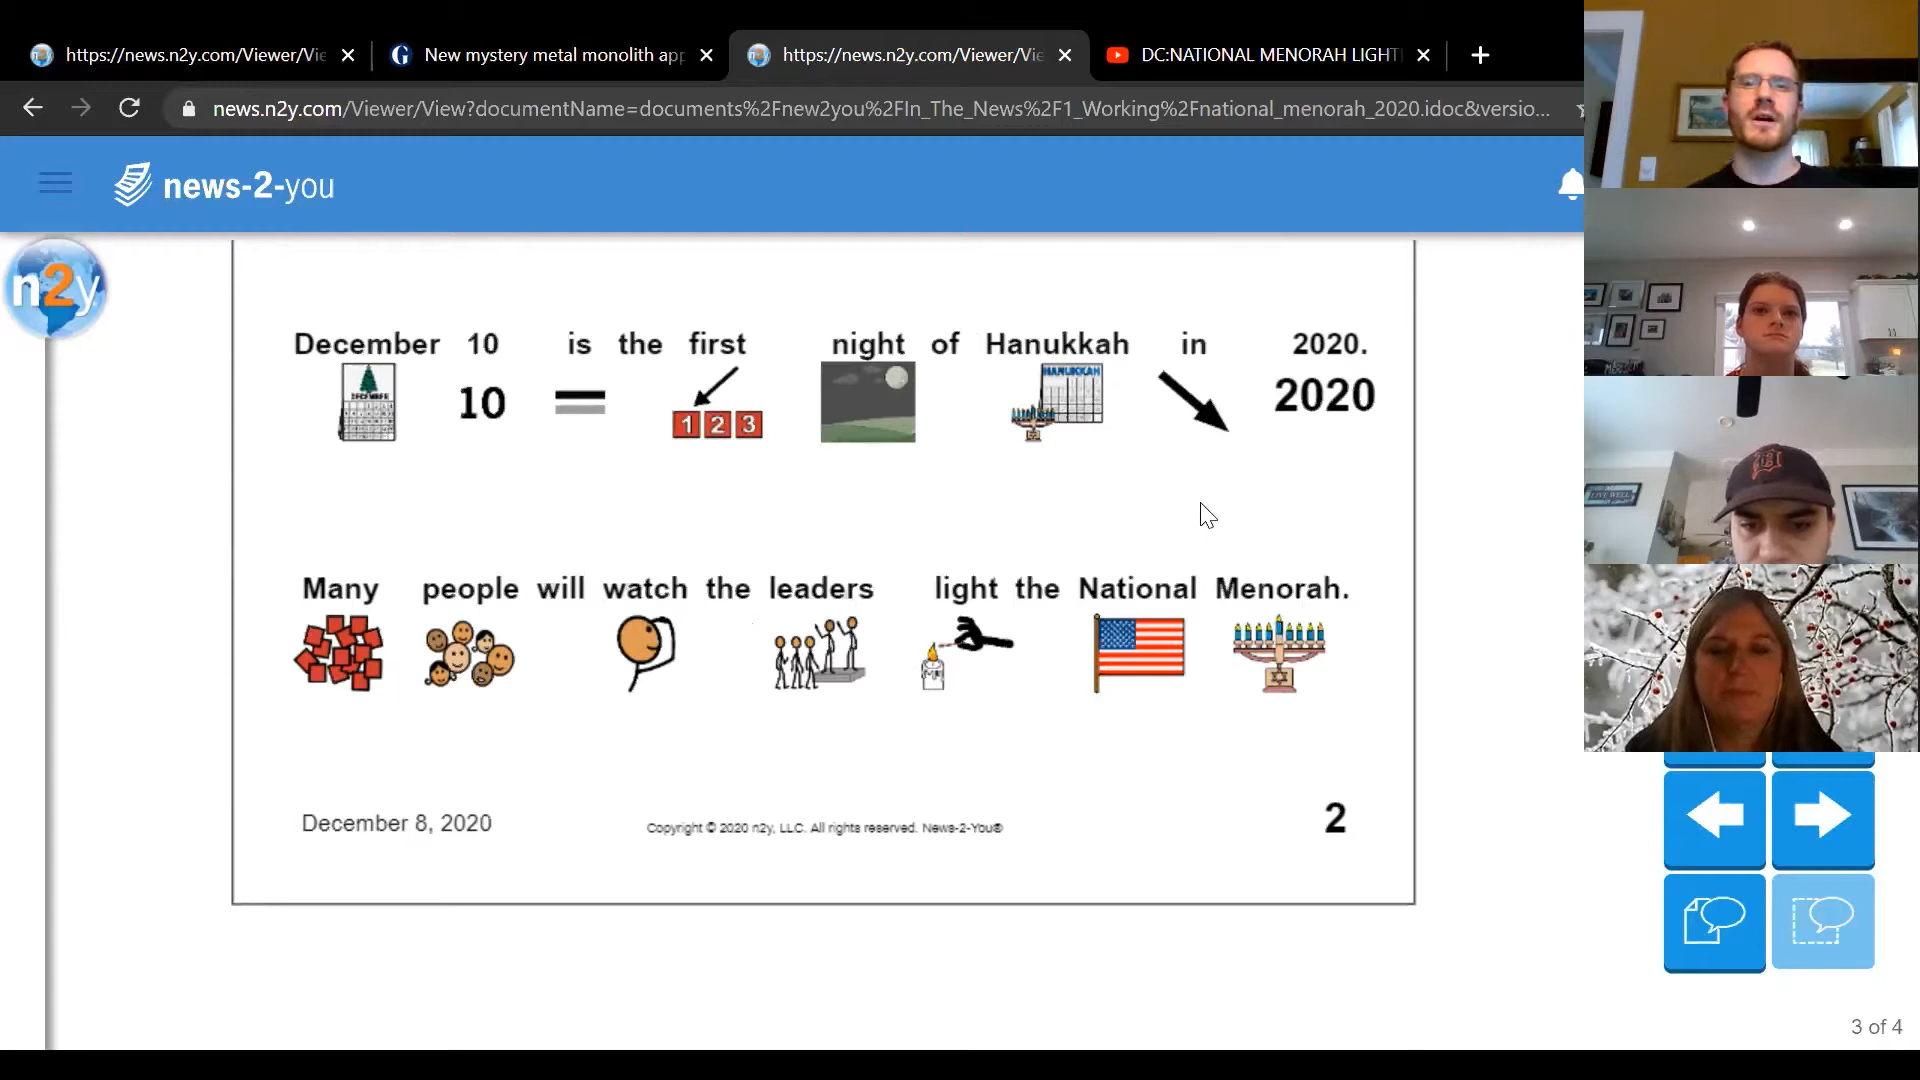 https://news.n2y.com/Viewer/Vie
New mystery metal monolith app
https://news.n2y.com/Viewer/Vie
DC:NATIONAL MENORAH LIGHTI
news.n2y.com/Viewer/View?documentName=documents%2Fnew2you%2FIn_The_News%2F1_Working%2Fnational_menorah_2020.idoc&versio...
news-2-you
n2y
December 10 is the first night of Hanukkah in 2020.
DECEMBER
10
1 2 3
HANUKKAH
2020
Many people will watch the leaders light the National Menorah.
December 8, 2020
Copyright © 2020 n2y, LLC. All rights reserved. News-2-You®
2
3 of 4
LIVE WELL
D